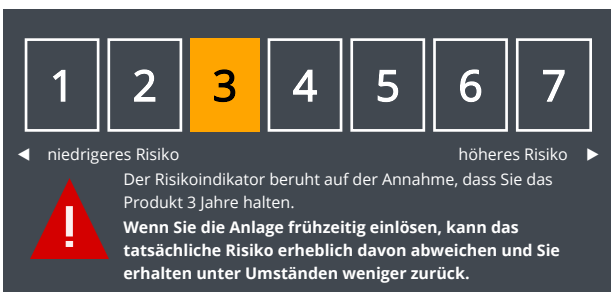 1 2 3 4 5 6 7
◄ niedrigeres Risiko höheres Risiko ►
Der Risikoindikator beruht auf der Annahme, dass Sie das
Produkt 3 Jahre halten.
!
Wenn Sie die Anlage frühzeitig einlösen, kann das
tatsächliche Risiko erheblich davon abweichen und Sie
erhalten unter Umständen weniger zurück.